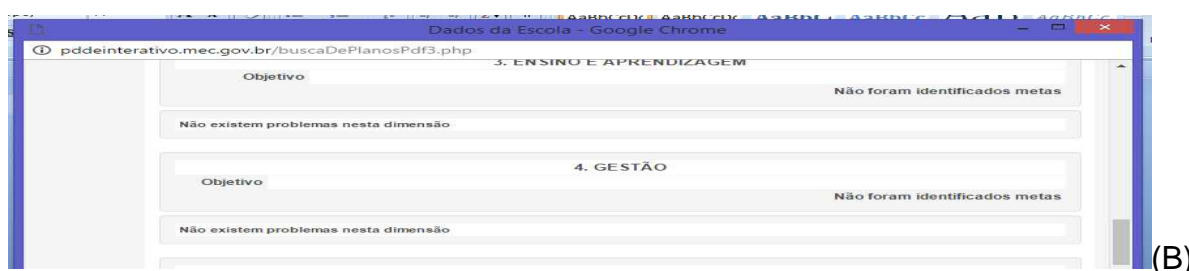 Dados da Escola - Google Chrome
pddeinterativo.mec.gov.br/buscaDePlanosPdf3.php
3. ENSINO E APRENDIZAGEM
Objetivo
Não foram identificados metas
Não existem problemas nesta dimensão
4. GESTÃO
Objetivo
Não foram identificados metas
Não existem problemas nesta dimensão
(B)